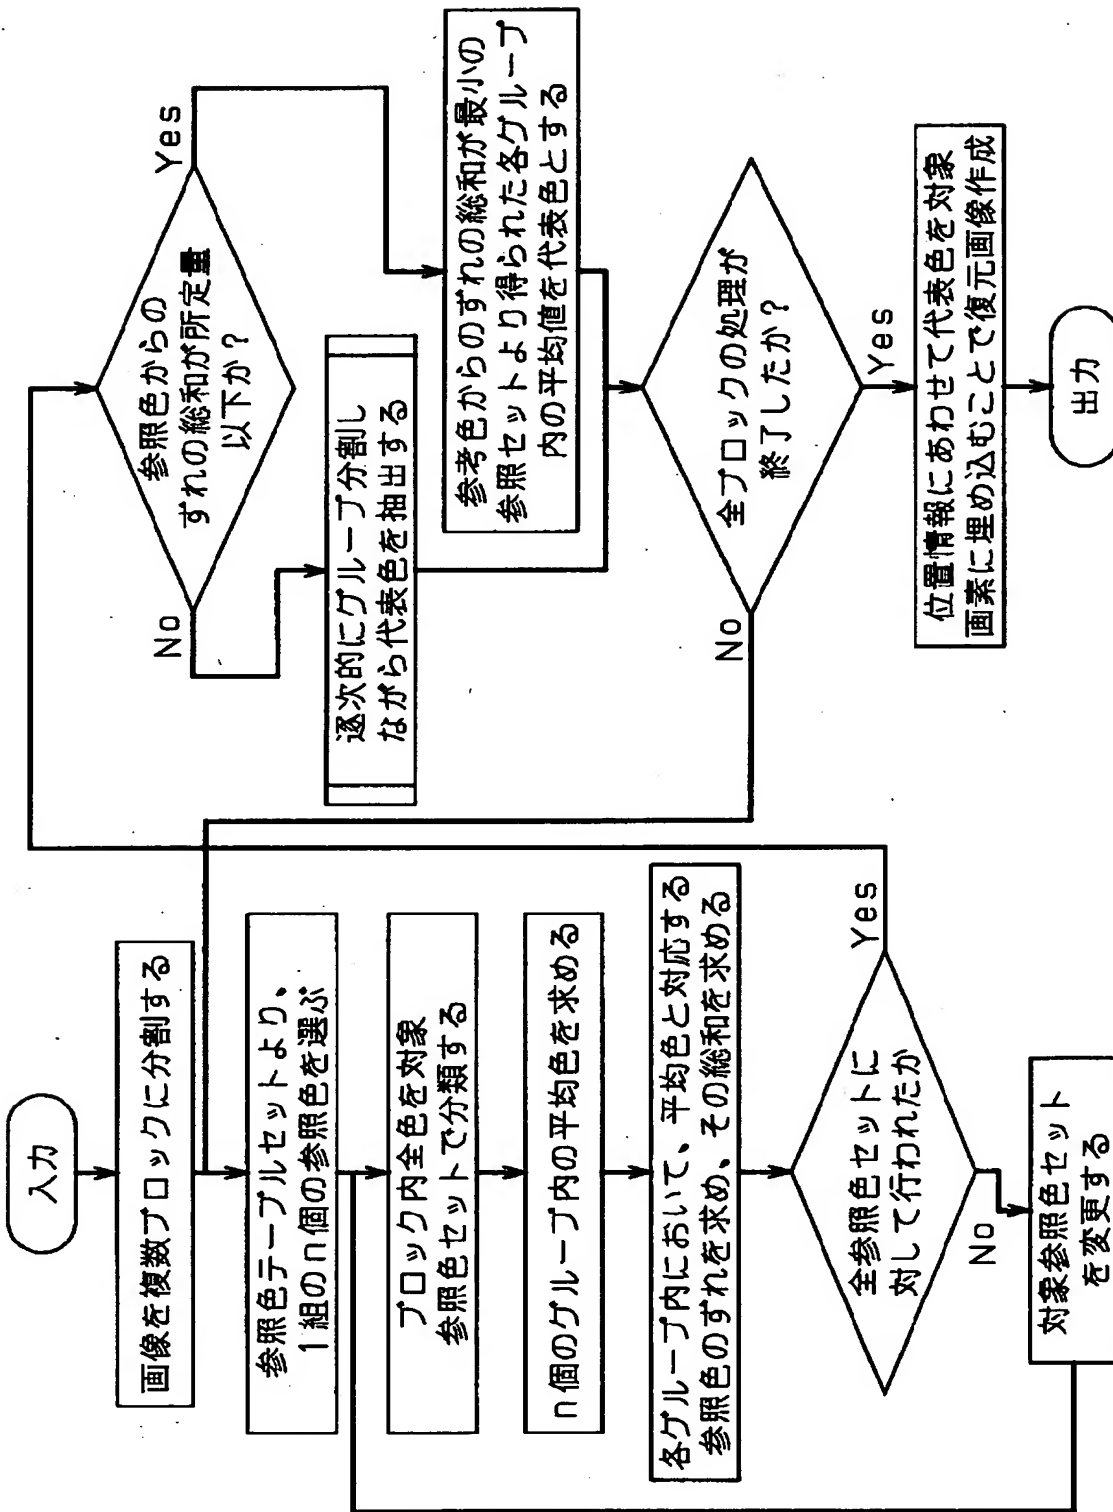 入力
画像を複数ブロックに分割する
参照色テーブルセットより、
1組のn個の参照色を選ぶ
ブロック内全色を対象
参照色セットで分類する
n個のグループ内の平均色を求める
各グループ内において、平均色と対応する
参照色のずれを求め、その総和を求める
全参照色セットに
対して行われたか
Yes
No
対象参照色セット
を変更する
参照色からの
ずれの総和が所定量
以下か？
Yes
No
逐次的にグループ分割し
ながら代表色を抽出する
参考色からのずれの総和が最小の
参照セットより得られた各グループ
内の平均値を代表色とする
全ブロックの処理が
終了したか？
No
Yes
位置情報にあわせて代表色を対象
画素に埋め込むことで復元画像作成
出力